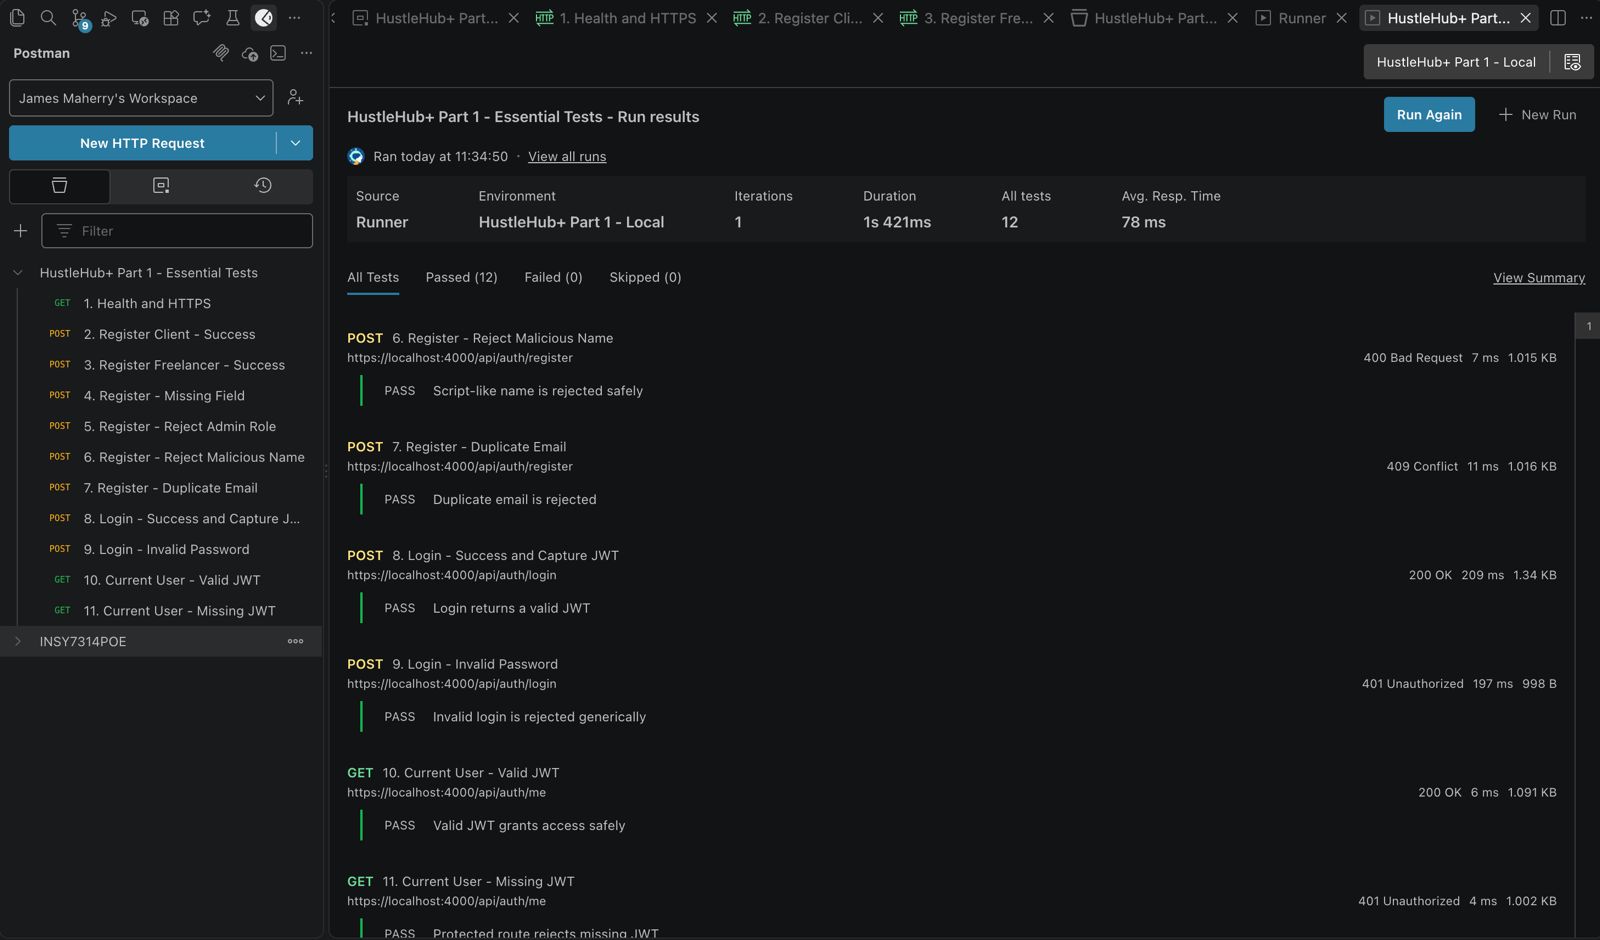 HustleHub+ Part...
HTTP 1. Health and HTTPS
HTTP 2. Register Cli...
HTTP 3. Register Fre...
HustleHub+ Part...
Runner
HustleHub+ Part...
9
Postman
HustleHub+ Part 1 - Local
James Maherry's Workspace
New HTTP Request
Filter
HustleHub+ Part 1 - Essential Tests
GET 1. Health and HTTPS
POST 2. Register Client - Success
POST 3. Register Freelancer - Success
POST 4. Register - Missing Field
POST 5. Register - Reject Admin Role
POST 6. Register - Reject Malicious Name
POST 7. Register - Duplicate Email
POST 8. Login - Success and Capture J...
POST 9. Login - Invalid Password
GET 10. Current User - Valid JWT
GET 11. Current User - Missing JWT
INSY7314POE
HustleHub+ Part 1 - Essential Tests - Run results
Run Again
New Run
Ran today at 11:34:50 · View all runs
Source Environment Iterations Duration All tests Avg. Resp. Time
Runner HustleHub+ Part 1 - Local 1 1s 421ms 12 78 ms
All Tests Passed (12) Failed (0) Skipped (0) View Summary
1
POST 6. Register - Reject Malicious Name
https://localhost:4000/api/auth/register 400 Bad Request 7 ms 1.015 KB
PASS Script-like name is rejected safely
POST 7. Register - Duplicate Email
https://localhost:4000/api/auth/register 409 Conflict 11 ms 1.016 KB
PASS Duplicate email is rejected
POST 8. Login - Success and Capture JWT
https://localhost:4000/api/auth/login 200 OK 209 ms 1.34 KB
PASS Login returns a valid JWT
POST 9. Login - Invalid Password
https://localhost:4000/api/auth/login 401 Unauthorized 197 ms 998 B
PASS Invalid login is rejected generically
GET 10. Current User - Valid JWT
https://localhost:4000/api/auth/me 200 OK 6 ms 1.091 KB
PASS Valid JWT grants access safely
GET 11. Current User - Missing JWT
https://localhost:4000/api/auth/me 401 Unauthorized 4 ms 1.002 KB
PASS Protected route rejects missing JWT